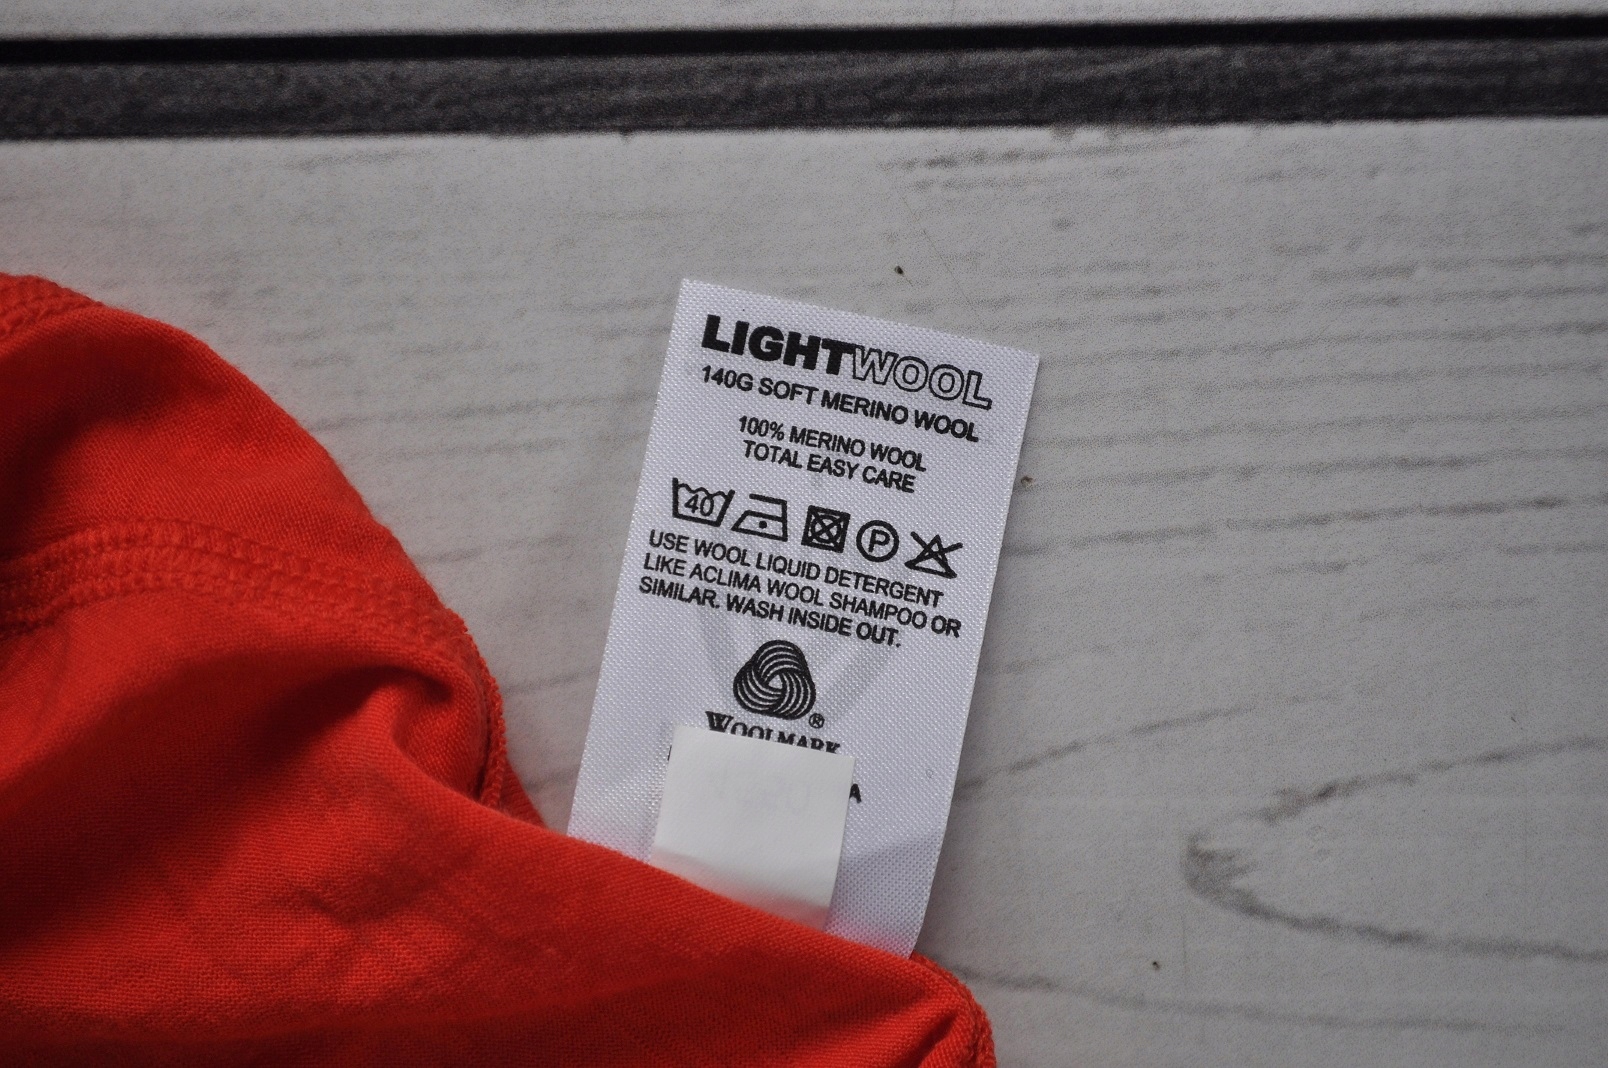 LIGHTWOOL
140G SOFT MERINO WOOL
100% MERINO WOOL
TOTAL EASY CARE
40 P
USE WOOL LIQUID DETERGENT
LIKE ACLIMA WOOL SHAMPOO OR
SIMILAR. WASH INSIDE OUT.
®
WOOLMARK